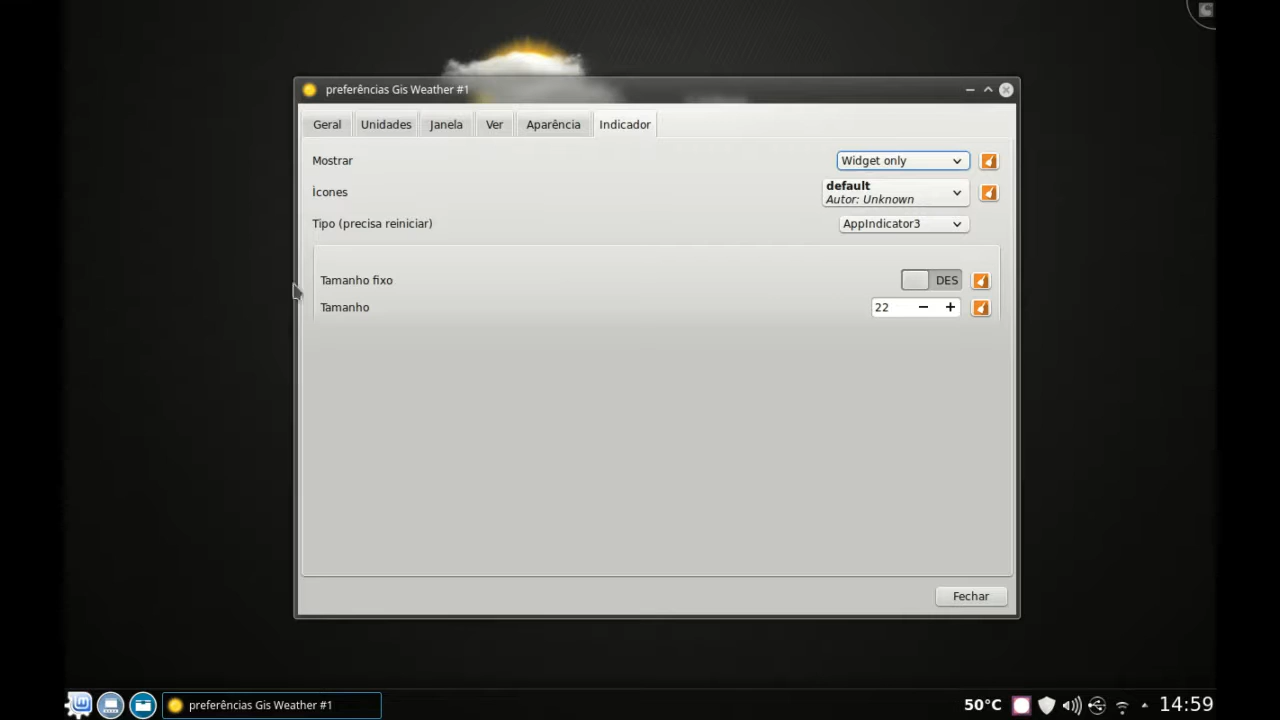 preferências Gis Weather #1
Geral Unidades Janela Ver Aparência Indicador
Mostrar Widget only
Ìcones default
Autor: Unknown
Tipo (precisa reiniciar) AppIndicator3
Tamanho fixo DES
Tamanho 22 − +
Fechar
preferências Gis Weather #1 50°C 14:59